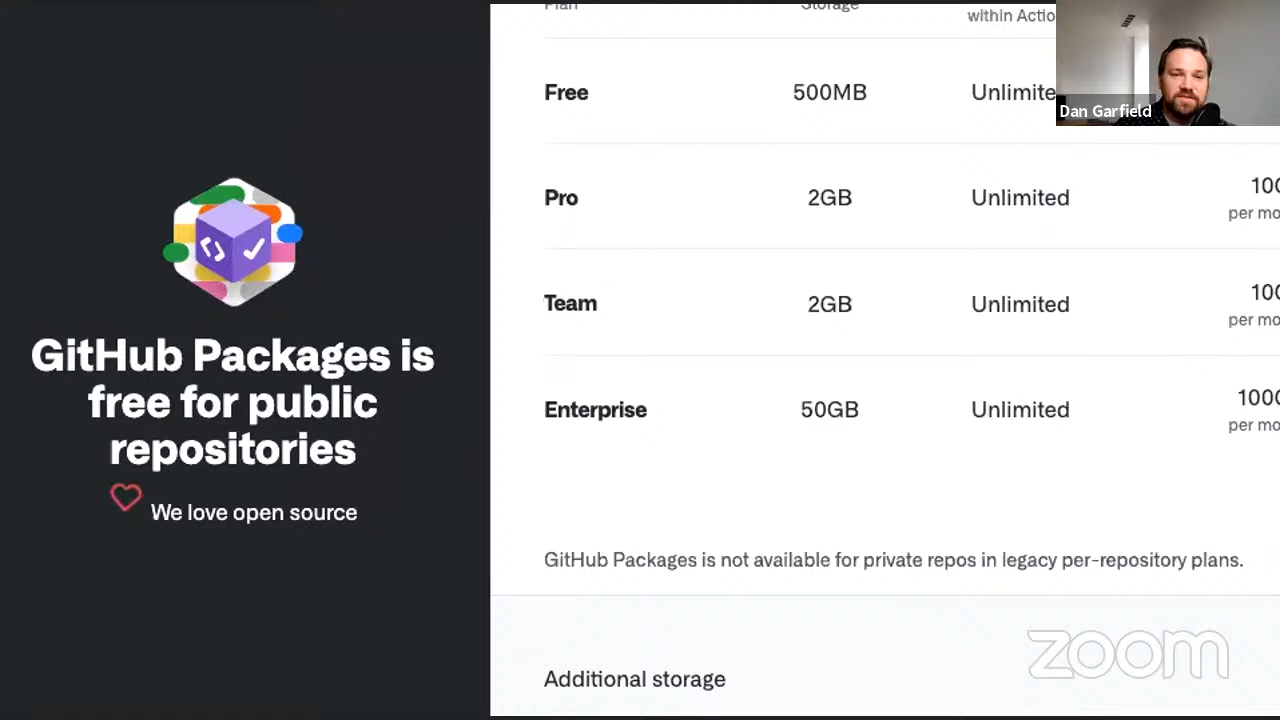 GitHub Packages is
free for public
repositories
We love open source
Plan Storage within Actio
Free 500MB Unlimite
Pro 2GB Unlimited 100
per mo
Team 2GB Unlimited 100
per mo
Enterprise 50GB Unlimited 1000
per mo
GitHub Packages is not available for private repos in legacy per-repository plans.
Additional storage
Dan Garfield
zoom